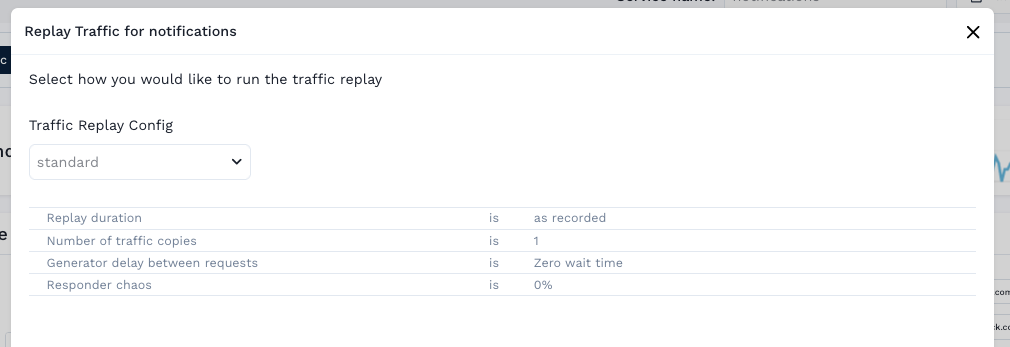 Replay Traffic for notifications
Select how you would like to run the traffic replay
Traffic Replay Config
standard
Replay duration is as recorded
Number of traffic copies is 1
Generator delay between requests is Zero wait time
Responder chaos is 0%